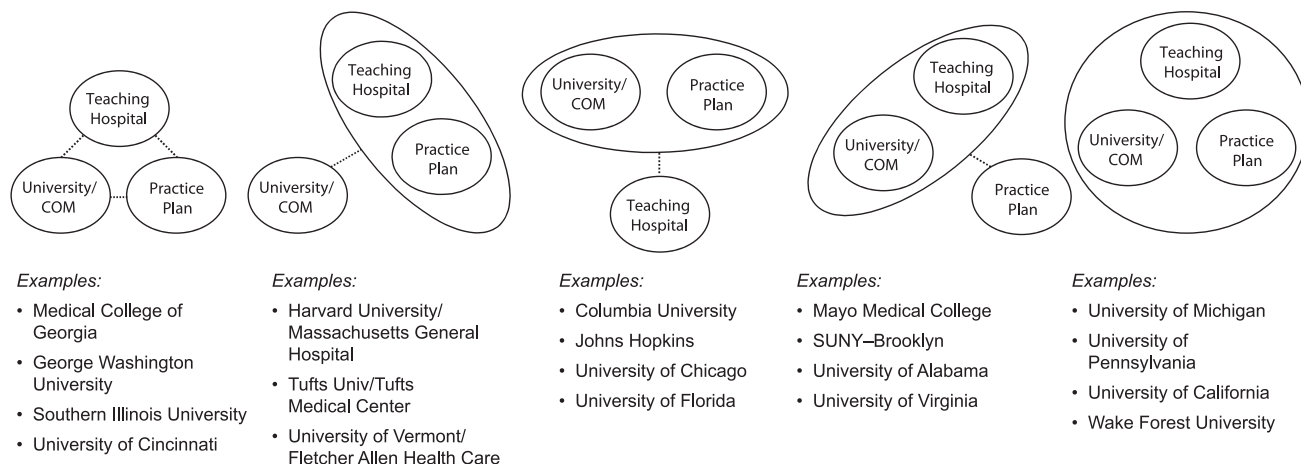 Teaching
Hospital
University/
COM
Practice
Plan
Examples:
• Medical College of
Georgia
• George Washington
University
• Southern Illinois University
• University of Cincinnati
Teaching
Hospital
Practice
Plan
University/
COM
Examples:
• Harvard University/
Massachusetts General
Hospital
• Tufts Univ/Tufts
Medical Center
• University of Vermont/
Fletcher Allen Health Care
University/
COM
Practice
Plan
Teaching
Hospital
Examples:
• Columbia University
• Johns Hopkins
• University of Chicago
• University of Florida
Teaching
Hospital
University/
COM
Practice
Plan
Examples:
• Mayo Medical College
• SUNY–Brooklyn
• University of Alabama
• University of Virginia
Teaching
Hospital
University/
COM
Practice
Plan
Examples:
• University of Michigan
• University of
Pennsylvania
• University of California
• Wake Forest University